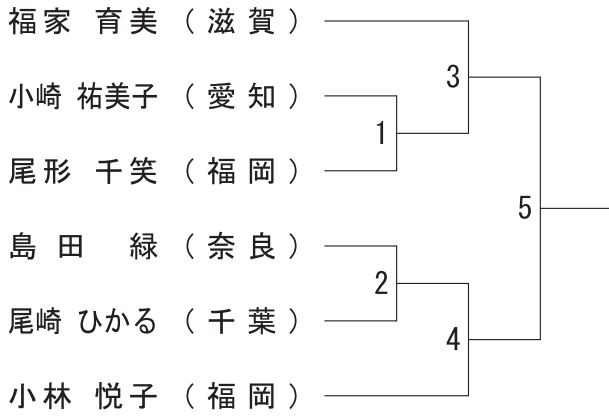 福家 育美 （ 滋 賀 ）
3
小崎 祐美子 （ 愛 知 ）
1
尾形 千笑 （ 福 岡 ）
5
島田 緑 （ 奈 良 ）
2
尾崎 ひかる （ 千 葉 ）
4
小林 悦子 （ 福 岡 ）